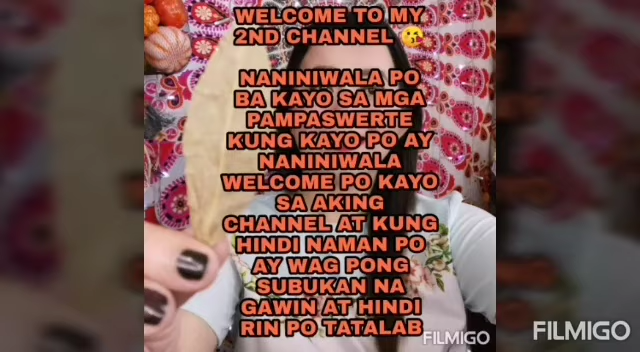 WELCOME TO MY
2ND CHANNEL 😘
NANINIWALA PO
BA KAYO SA MGA
PAMPASWERTE
KUNG KAYO PO AY
NANINIWALA
WELCOME PO KAYO
SA AKING
CHANNEL AT KUNG
HINDI NAMAN PO
AY WAG PONG
SUBUKAN NA
GAWIN AT HINDI
RIN PO TATALAB
FILMIGO
FILMIGO